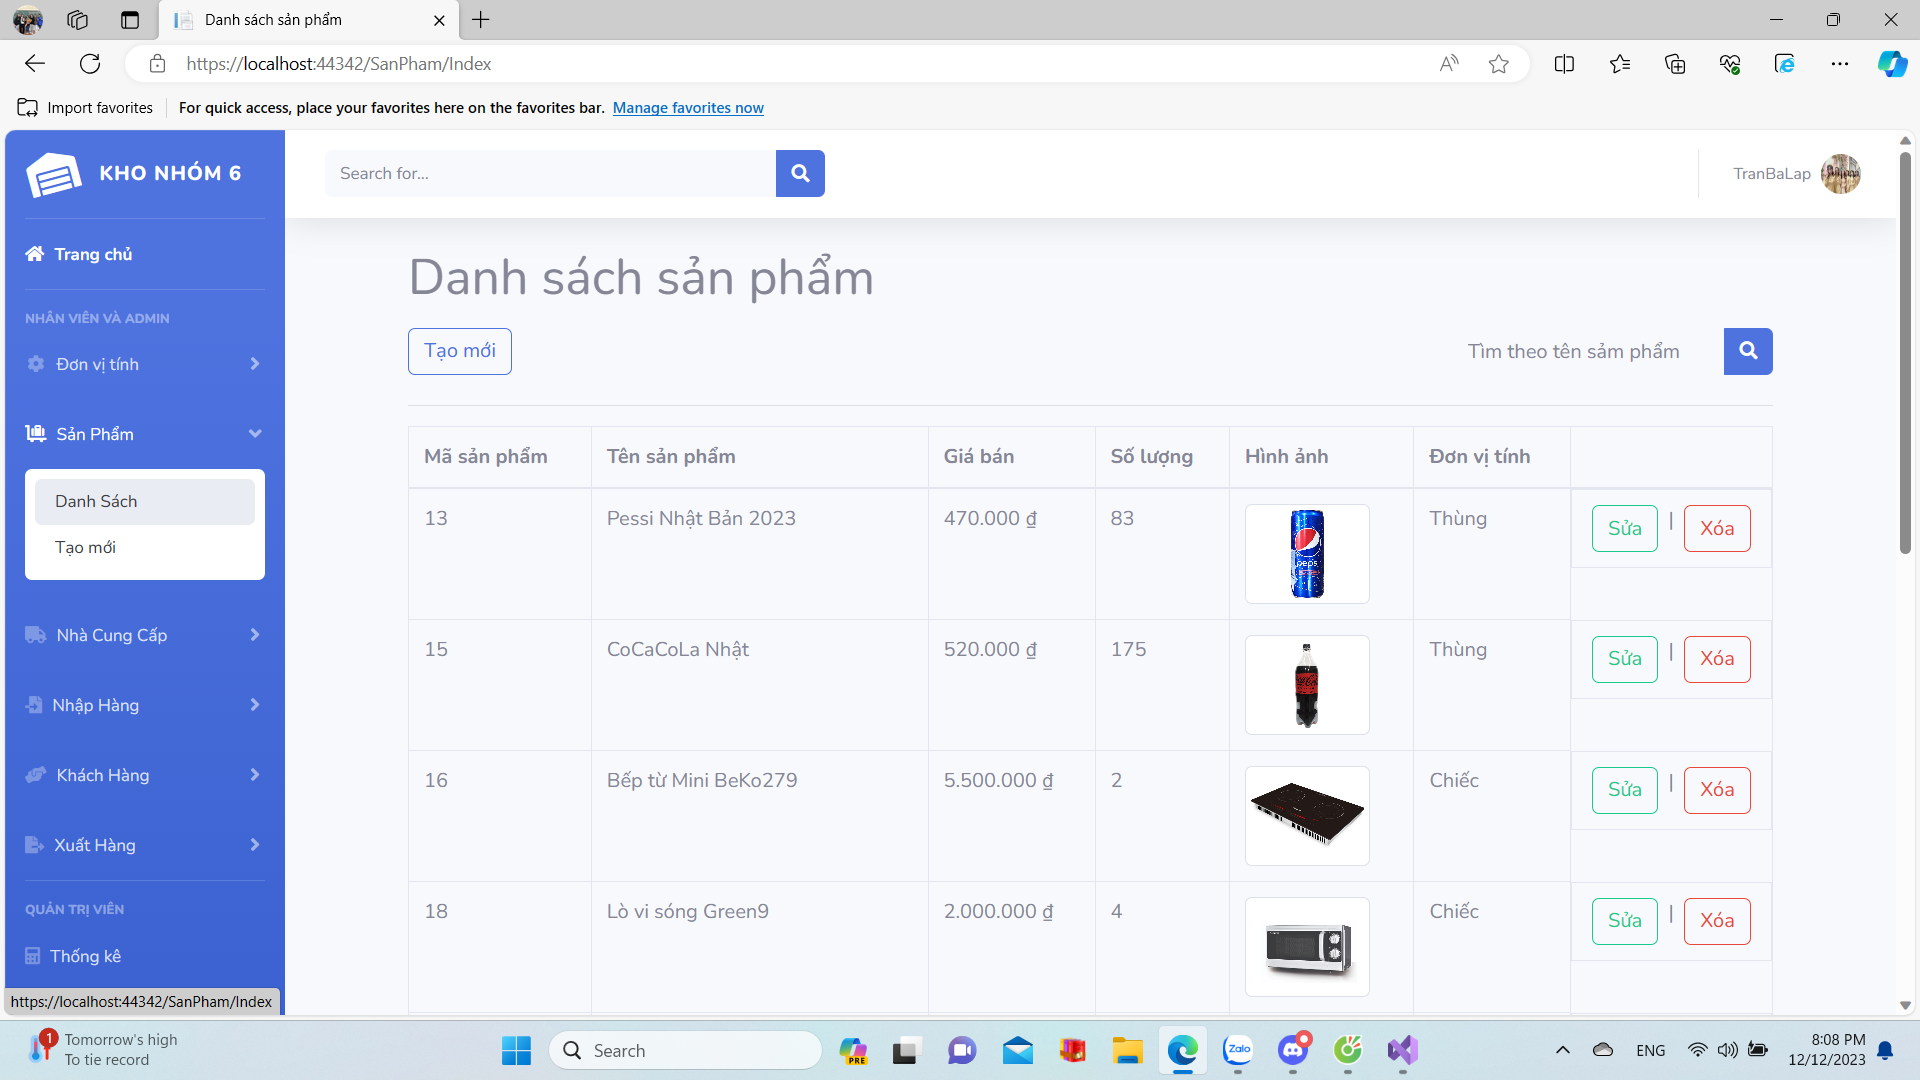 Danh sách sản phẩm
https://localhost:44342/SanPham/Index
Import favorites
For quick access, place your favorites here on the favorites bar. Manage favorites now
KHO NHÓM 6
Search for...
TranBaLap
Trang chủ
NHÂN VIÊN VÀ ADMIN
Đơn vị tính
Sản Phẩm
Danh Sách
Tạo mới
Nhà Cung Cấp
Nhập Hàng
Khách Hàng
Xuất Hàng
QUẢN TRỊ VIÊN
Thống kê
https://localhost:44342/SanPham/Index
Danh sách sản phẩm
Tạo mới
Tìm theo tên sảm phẩm
Mã sản phẩm Tên sản phẩm Giá bán Số lượng Hình ảnh Đơn vị tính
13 Pessi Nhật Bản 2023 470.000 ₫ 83 Thùng Sửa | Xóa
15 CoCaCoLa Nhật 520.000 ₫ 175 Thùng Sửa | Xóa
16 Bếp từ Mini BeKo279 5.500.000 ₫ 2 Chiếc Sửa | Xóa
18 Lò vi sóng Green9 2.000.000 ₫ 4 Chiếc Sửa | Xóa
1
Tomorrow's high
To tie record
Search
PRE
Zalo
ENG
8:08 PM
12/12/2023